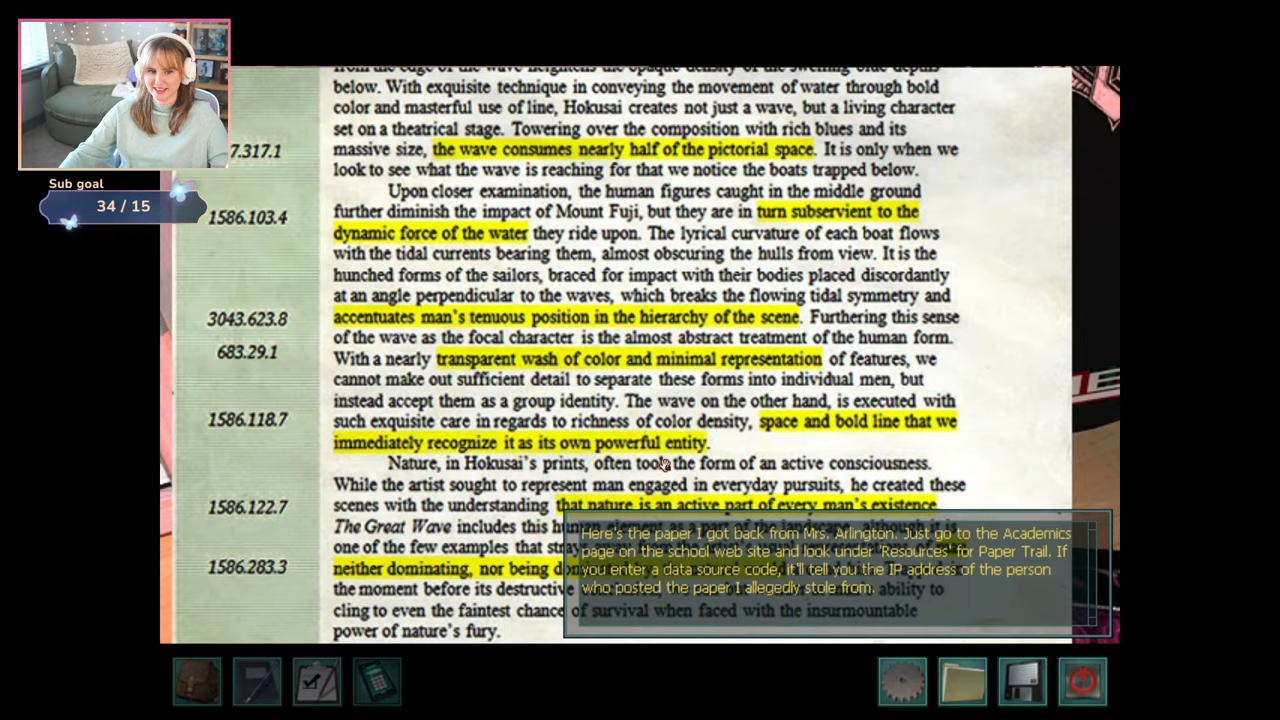 below. With exquisite technique in conveying the movement of water through bold
color and masterful use of line, Hokusai creates not just a wave, but a living character
set on a theatrical stage. Towering over the composition with rich blues and its
7.317.1
massive size, the wave consumes nearly half of the pictorial space. It is only when we
look to see what the wave is reaching for that we notice the boats trapped below.
Sub goal
34 / 15
Upon closer examination, the human figures caught in the middle ground
1586.103.4
further diminish the impact of Mount Fuji, but they are in turn subservient to the
dynamic force of the water they ride upon. The lyrical curvature of each boat flows
with the tidal currents bearing them, almost obscuring the hulls from view. It is the
hunched forms of the sailors, braced for impact with their bodies placed discordantly
at an angle perpendicular to the waves, which breaks the flowing tidal symmetry and
3043.623.8
accentuates man's tenuous position in the hierarchy of the scene. Furthering this sense
of the wave as the focal character is the almost abstract treatment of the human form.
683.29.1
With a nearly transparent wash of color and minimal representation of features, we
cannot make out sufficient detail to separate these forms into individual men, but
instead accept them as a group identity. The wave on the other hand, is executed with
1586.118.7
such exquisite care in regards to richness of color density, space and bold line that we
immediately recognize it as its own powerful entity.
Nature, in Hokusai's prints, often took the form of an active consciousness.
While the artist sought to represent man engaged in everyday pursuits, he created these
1586.122.7
scenes with the understanding that nature is an active part of every man's existence
The Great Wave includes this human element as a part of the landscape, although it is
one of the few examples that
1586.283.3
neither dominating, nor being
the moment before its destructive
ability to
cling to even the faintest chance of survival when faced with the insurmountable
power of nature's fury.
Here's the paper I got back from Mrs. Arlington. Just go to the Academics
page on the school web site and look under 'Resources' for Paper Trail. If
you enter a data source code, it'll tell you the IP address of the person
who posted the paper I allegedly stole from.